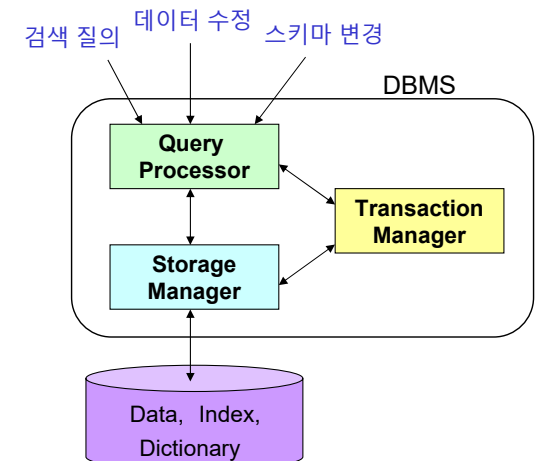 검색 질의
데이터 수정
스키마 변경
DBMS
Query
Processor
Transaction
Manager
Storage
Manager
Data, Index,
Dictionary